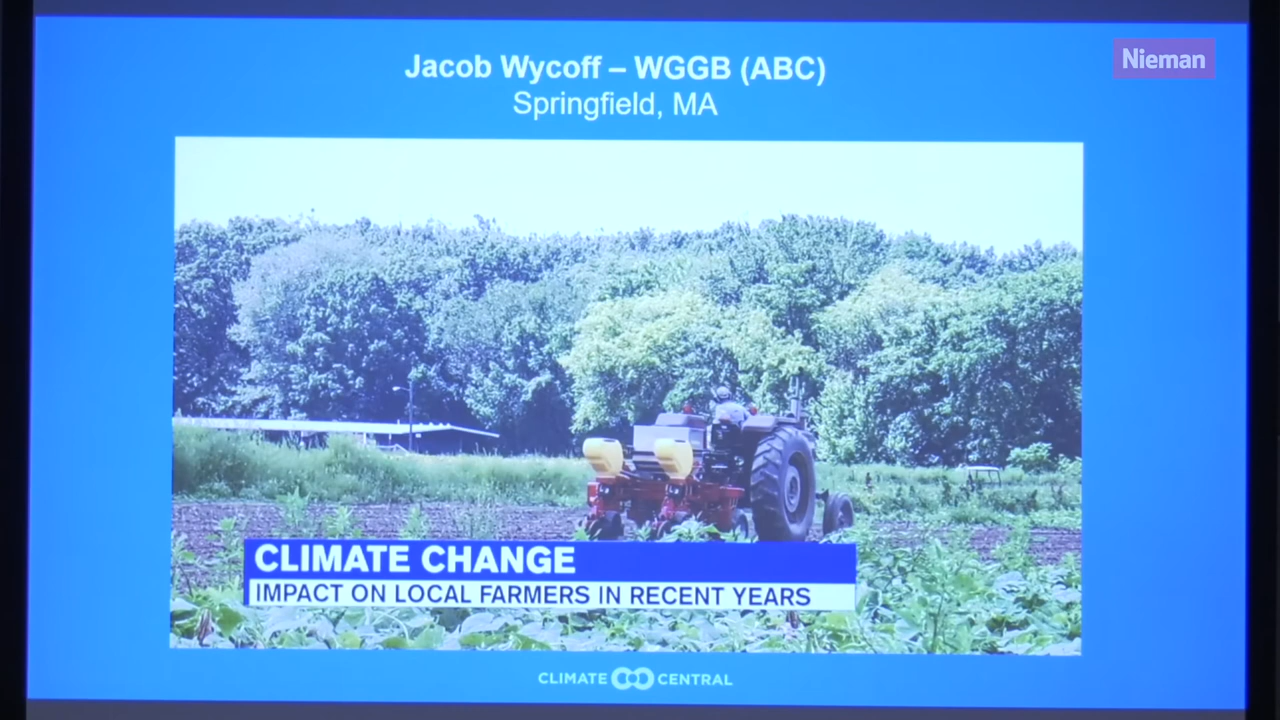 Jacob Wycoff – WGGB (ABC)
Nieman
Springfield, MA
CLIMATE CHANGE
IMPACT ON LOCAL FARMERS IN RECENT YEARS
CLIMATE CENTRAL